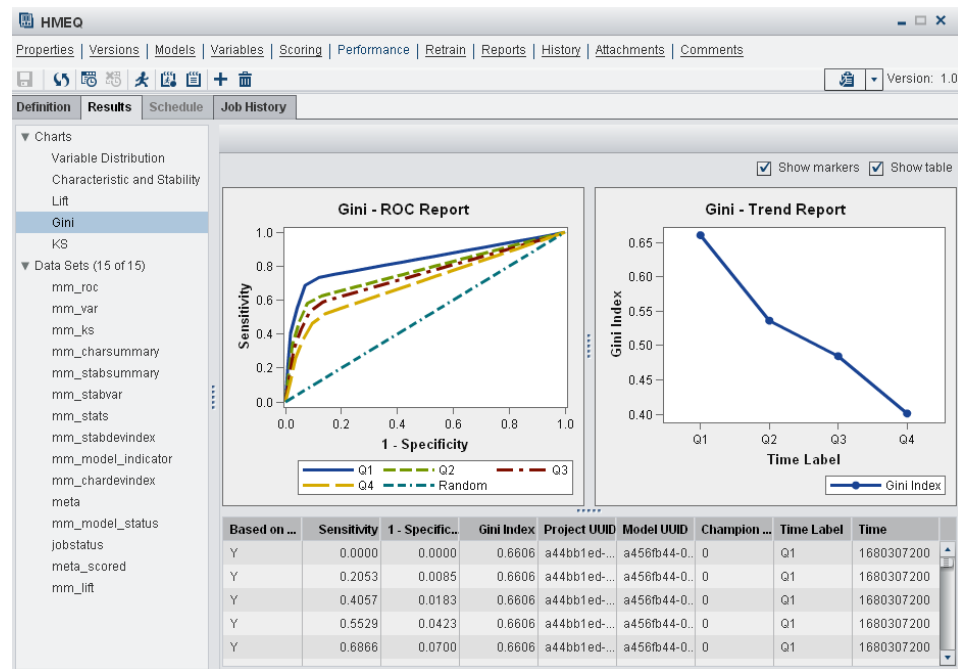 HMEQ
Properties | Versions | Models | Variables | Scoring | Performance | Retrain | Reports | History | Attachments | Comments
Version: 1.0
Definition Results Schedule Job History
Charts
Variable Distribution
Characteristic and Stability
Lift
Gini
KS
Data Sets (15 of 15)
mm_roc
mm_var
mm_ks
mm_charsummary
mm_stabsummary
mm_stabvar
mm_stats
mm_stabdevindex
mm_model_indicator
mm_chardevindex
meta
mm_model_status
jobstatus
meta_scored
mm_lift
Show markers Show table
Gini - ROC Report
Sensitivity
1.0
0.8
0.6
0.4
0.2
0.0
0.0 0.2 0.4 0.6 0.8 1.0
1 - Specificity
Q1 Q2 Q3
Q4 Random
Gini - Trend Report
Gini Index
0.65
0.60
0.55
0.50
0.45
0.40
Q1 Q2 Q3 Q4
Time Label
Gini Index
Based on ... Sensitivity 1 - Specific... Gini Index Project UUID Model UUID Champion ... Time Label Time
Y 0.0000 0.0000 0.6606 a44bb1ed-... a456fb44-0.. 0 Q1 1680307200
Y 0.2053 0.0085 0.6606 a44bb1ed-... a456fb44-0.. 0 Q1 1680307200
Y 0.4057 0.0183 0.6606 a44bb1ed-... a456fb44-0.. 0 Q1 1680307200
Y 0.5529 0.0423 0.6606 a44bb1ed-... a456fb44-0.. 0 Q1 1680307200
Y 0.6866 0.0700 0.6606 a44bb1ed-... a456fb44-0.. 0 Q1 1680307200